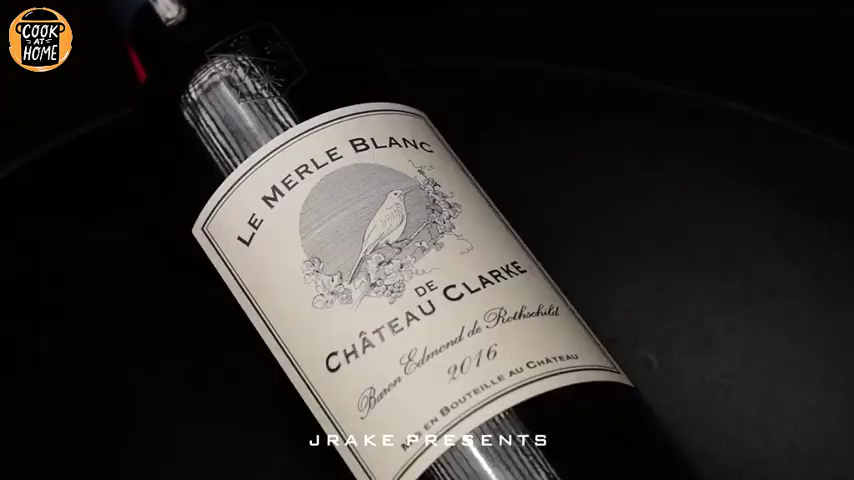 COOK
AT
HOME
LE MERLE BLANC
DE
CHÂTEAU CLARKE
Baron Edmond de Rothschild
2016
MIS EN BOUTEILLE AU CHÂTEAU
JRAKE PRESENTS